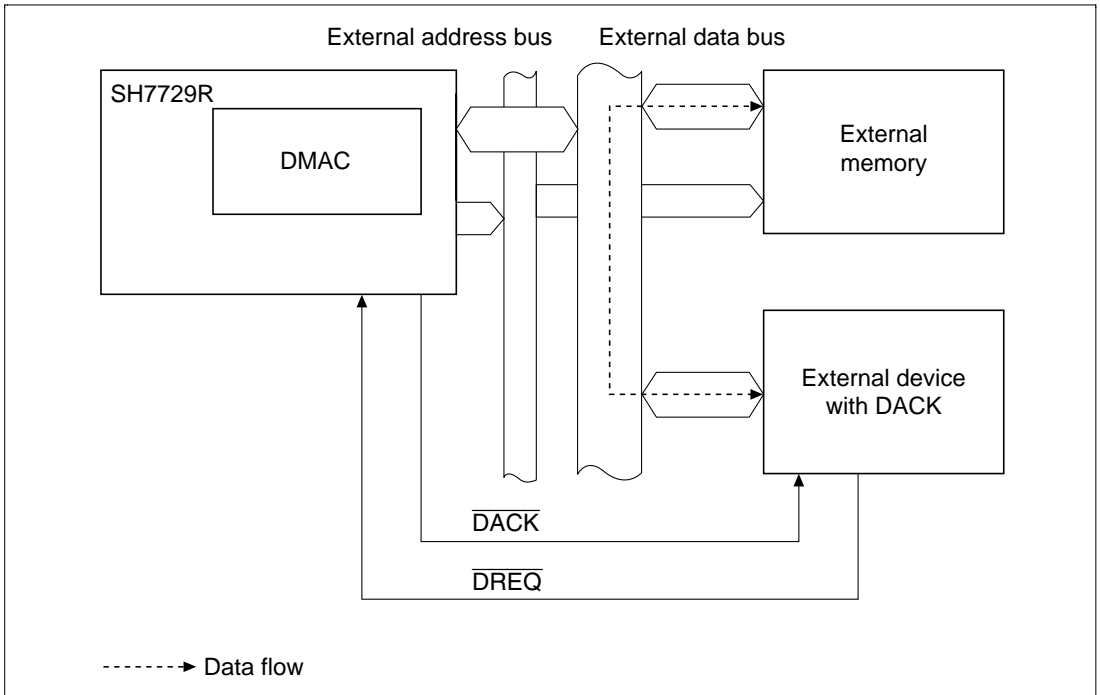 External address bus
External data bus
SH7729R
DMAC
External
memory
External device
with DACK
DACK
DREQ
Data flow